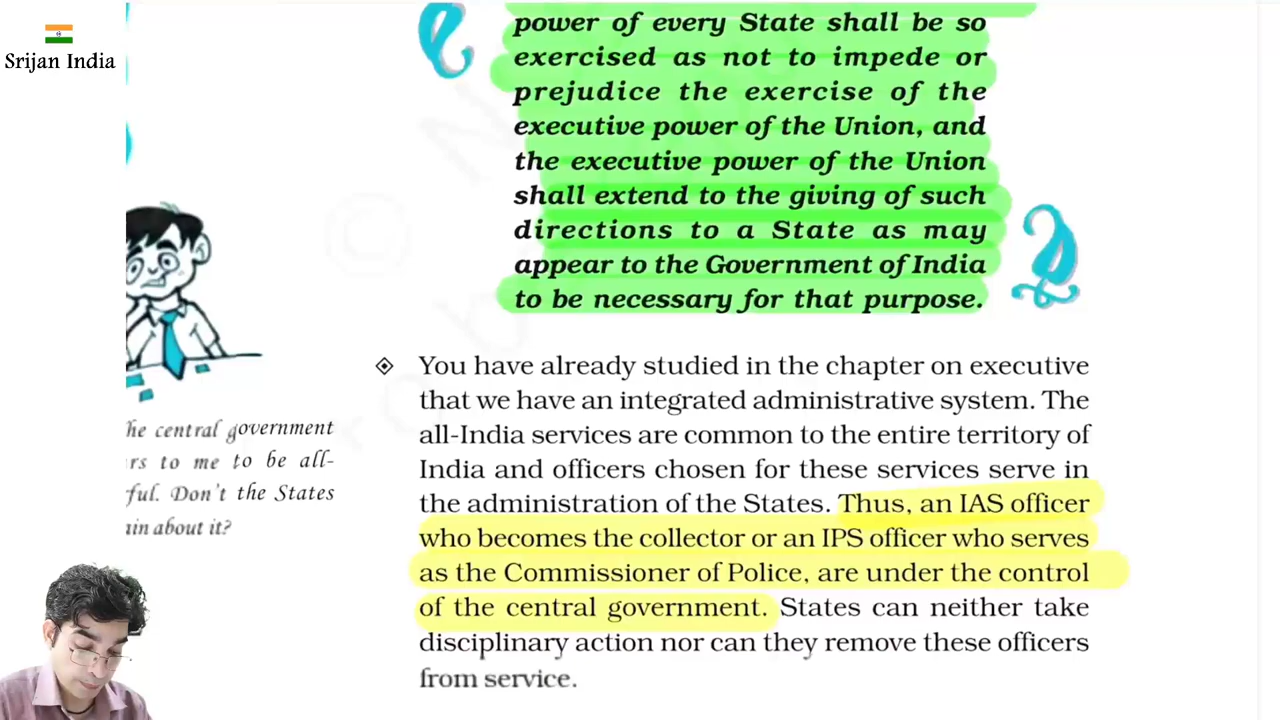 Srijan India
power of every State shall be so
exercised as not to impede or
prejudice the exercise of the
executive power of the Union, and
the executive power of the Union
shall extend to the giving of such
directions to a State as may
appear to the Government of India
to be necessary for that purpose.
he central government
rs to me to be all-
ful. Don't the States
ain about it?
You have already studied in the chapter on executive
that we have an integrated administrative system. The
all-India services are common to the entire territory of
India and officers chosen for these services serve in
the administration of the States. Thus, an IAS officer
who becomes the collector or an IPS officer who serves
as the Commissioner of Police, are under the control
of the central government. States can neither take
disciplinary action nor can they remove these officers
from service.